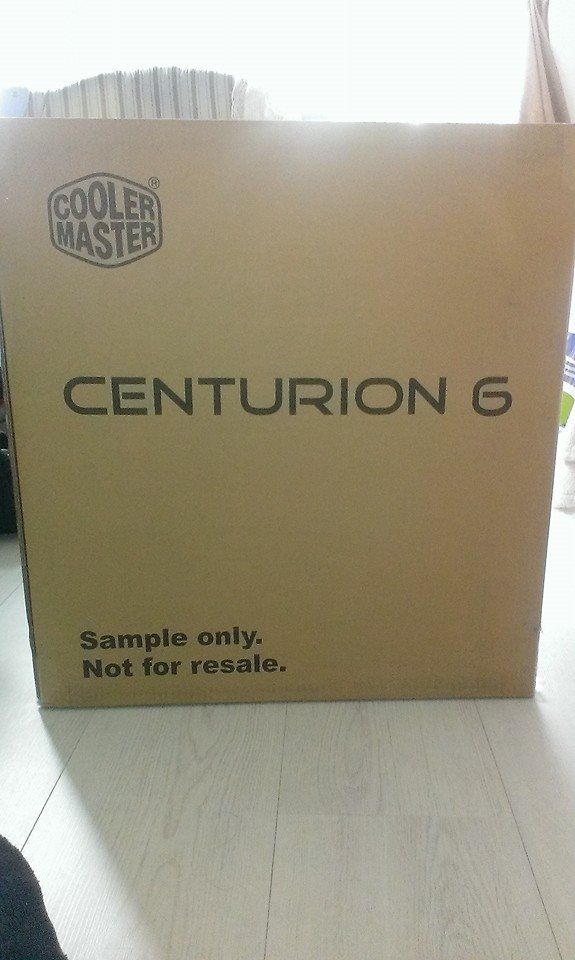 COOLER
MASTER®
CENTURION 6
Sample only.
Not for resale.